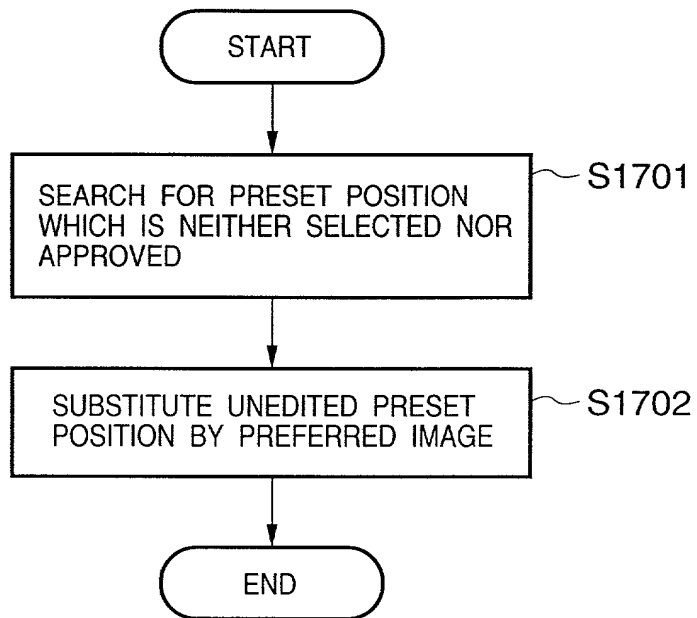 START
SEARCH FOR PRESET POSITION
WHICH IS NEITHER SELECTED NOR
APPROVED
S1701
SUBSTITUTE UNEDITED PRESET
POSITION BY PREFERRED IMAGE
S1702
END